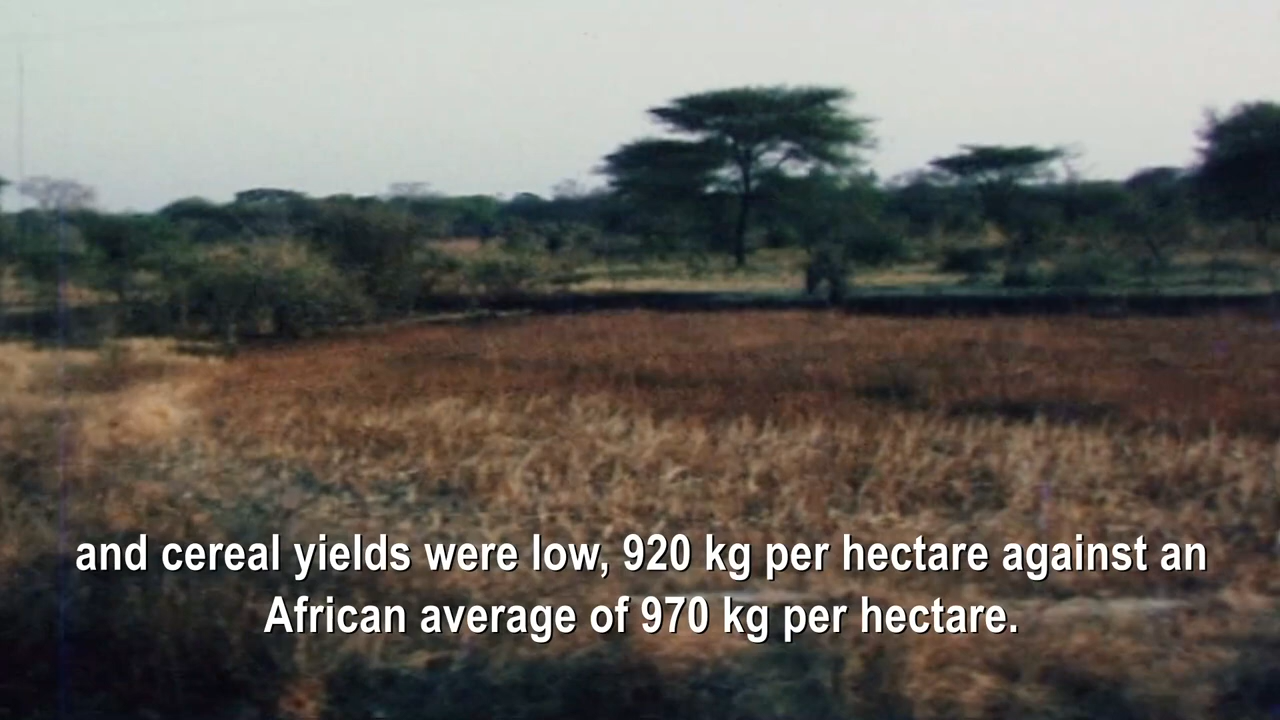 and cereal yields were low, 920 kg per hectare against an
African average of 970 kg per hectare.